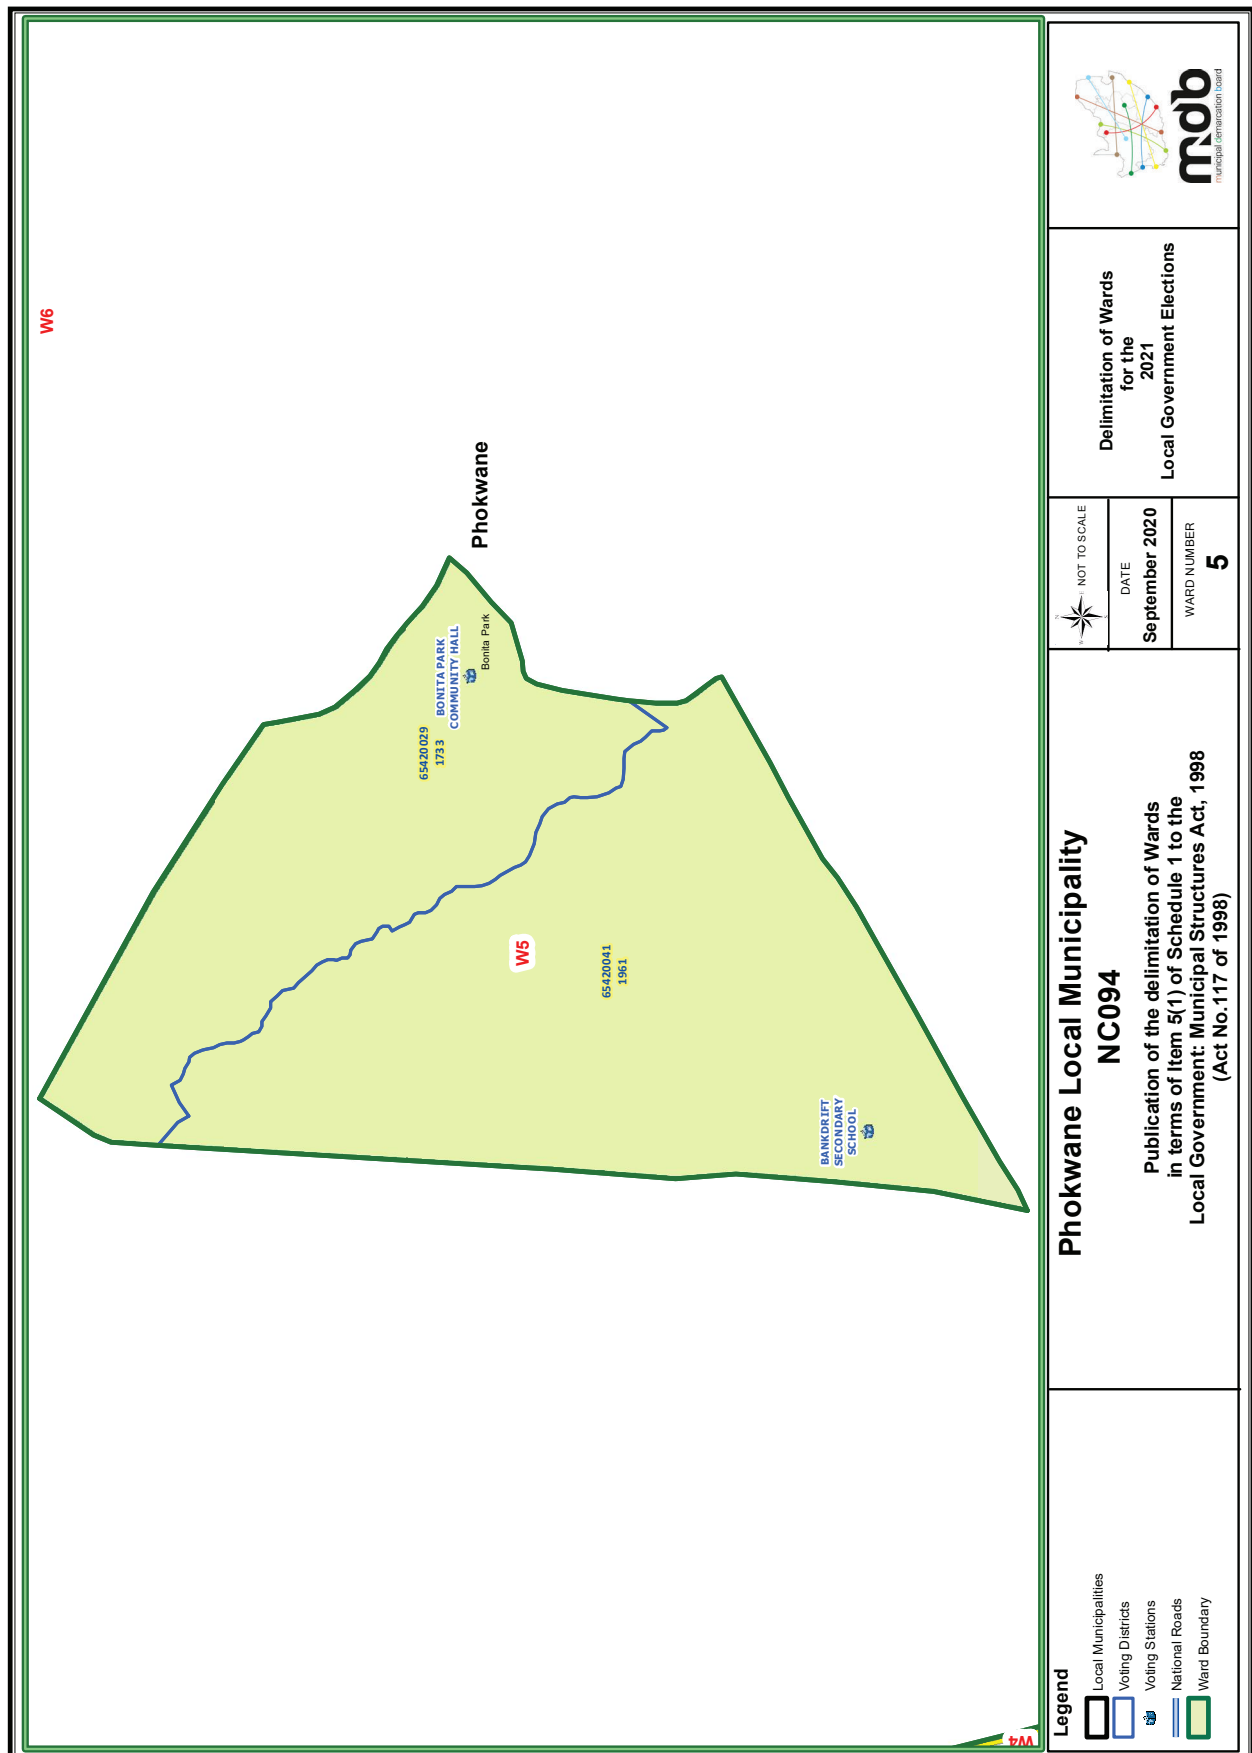 W6
Phokwane
BONITA PARK
COMMUNITY HALL
Bonita Park
65420029
1733
W5
65420041
1961
BANKDRIFT
SECONDARY
SCHOOL
W4
Legend
Local Municipalities
Voting Districts
Voting Stations
National Roads
Ward Boundary
Phokwane Local Municipality
NC094
Publication of the delimitation of Wards
in terms of Item 5(1) of Schedule 1 to the
Local Government: Municipal Structures Act, 1998
(Act No.117 of 1998)
N
W
E
S
NOT TO SCALE
DATE
September 2020
WARD NUMBER
5
Delimitation of Wards
for the
2021
Local Government Elections
mdb
municipal demarcation board